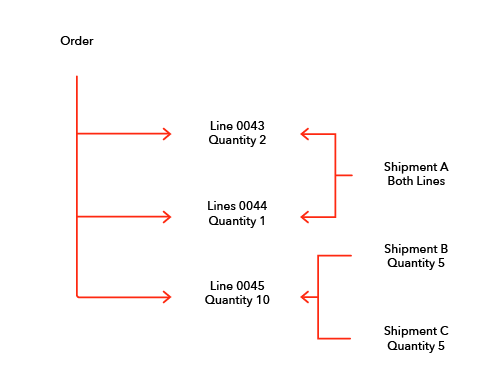 Order
Line 0043
Quantity 2
Shipment A
Both Lines
Lines 0044
Quantity 1
Shipment B
Quantity 5
Line 0045
Quantity 10
Shipment C
Quantity 5